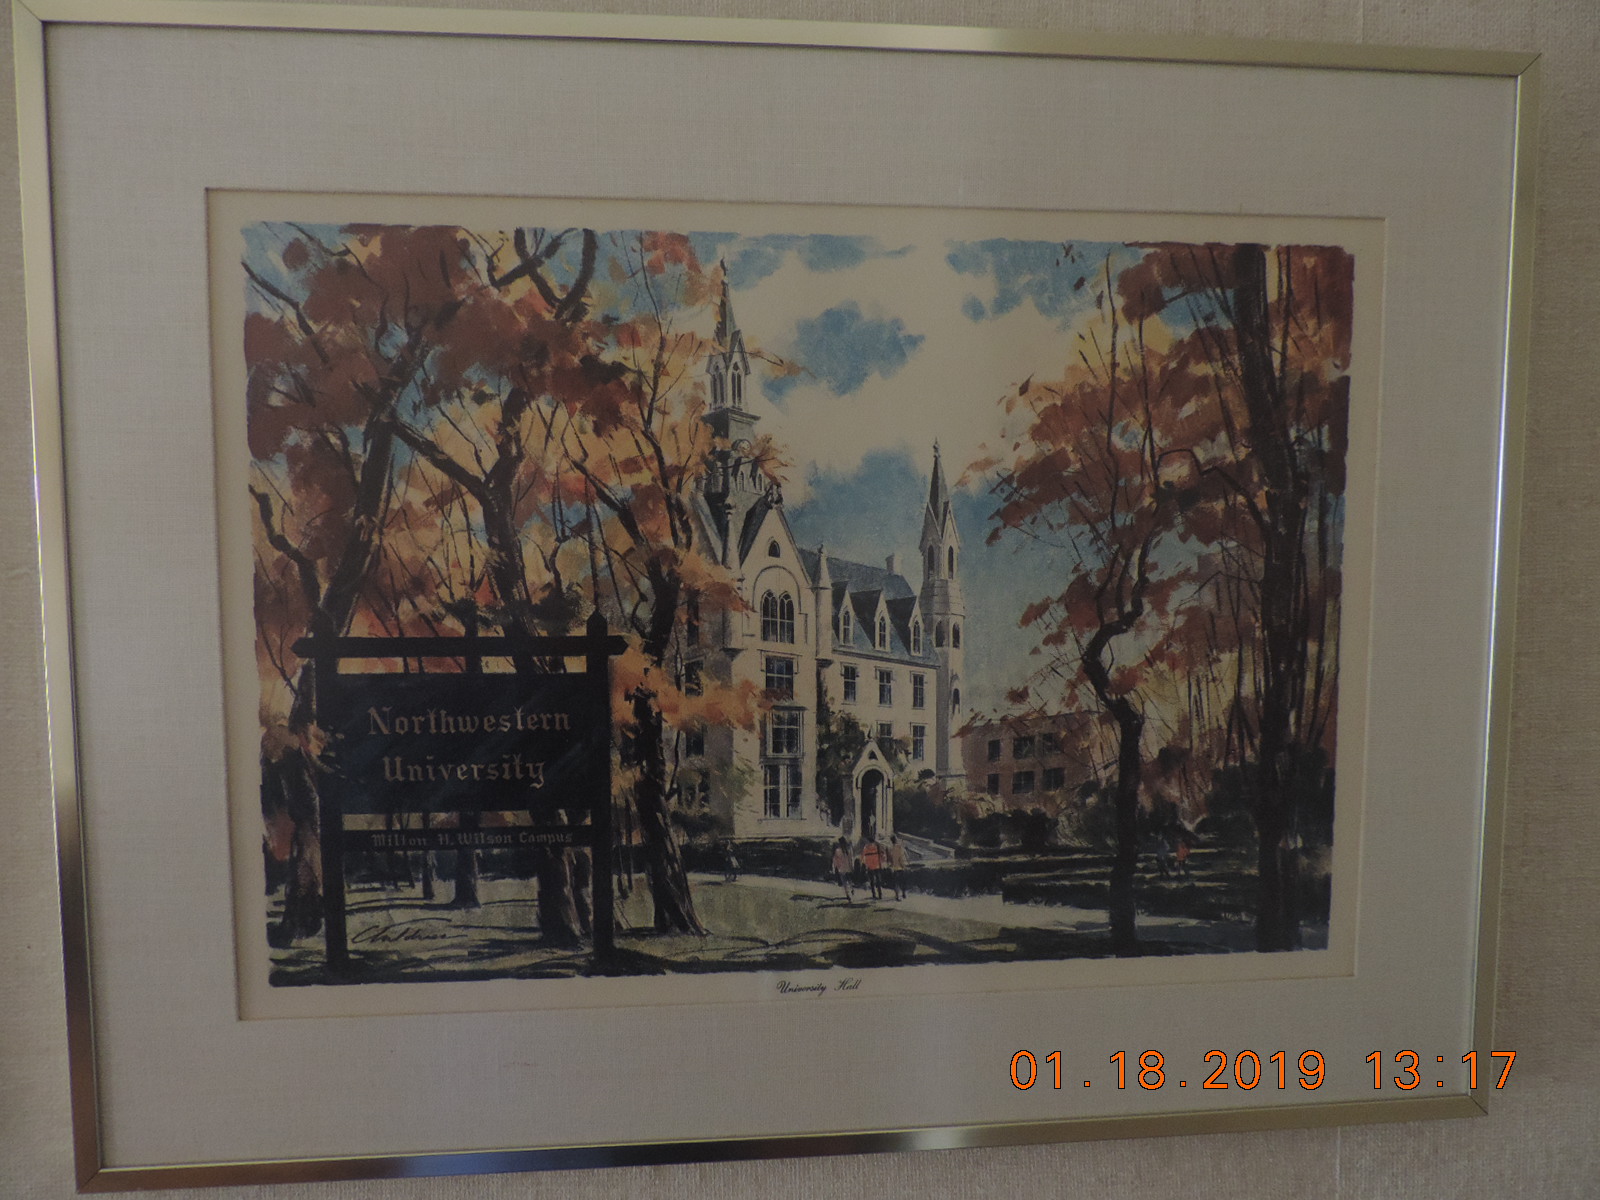 Northwestern
University
Milton H. Wilson Campus
University Hall
01.18.2019 13:17